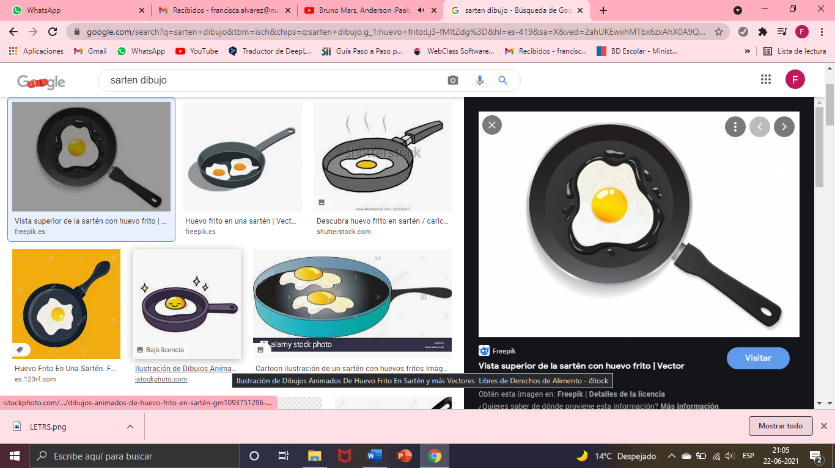 WhatsApp
Recibidos - francisca.alvarez@nu
Bruno Mars, Anderson .Paak,
sarten dibujo - Búsqueda de Goo
google.com/search?q=sarten+dibujo&tbm=isch&chips=q:sarten+dibujo,g_1:huevo+frito:Lj3-fMltZdg%3D&hl=es-419&sa=X&ved=2ahUKEwiihMTbx6zxAhX0A9Q...
F
Aplicaciones
Gmail
WhatsApp
YouTube
Traductor de DeepL...
Guía Paso a Paso p...
WebClass Software...
Recibidos - francisc...
BD Escolar - Minist...
»
Lista de lectura
Google
sarten dibujo
F
Vista superior de la sartén con huevo frito | ...
freepik.es
Huevo frito en una sartén | Vect...
freepik.es
shutterstock
Descubra huevo frito en sartén / caric...
shutterstock.com
Huevo Frito En Una Sartén. F...
es.123rf.com
Bajo licencia
Ilustración de Dibujos Anima...
istockphoto.com
alamy stock photo
Cartoon ilustración de un sartén con huevos fritos Imag...
Ilustración de Dibujos Animados De Huevo Frito En Sartén y más Vectores Libres de Derechos de Alimento - iStock
Freepik
Vista superior de la sartén con huevo frito | Vector
Visitar
Obtén esta imagen en: Freepik | Detalles de la licencia
¿Quieres saber de dónde proviene esta información? Más información
istockphoto.com/.../dibujos-animados-de-huevo-frito-en-sartén-gm1093751296-...
LETRS.png
Mostrar todo
Escribe aquí para buscar
14°C Despejado
ESP
21:05
22-06-2021
2